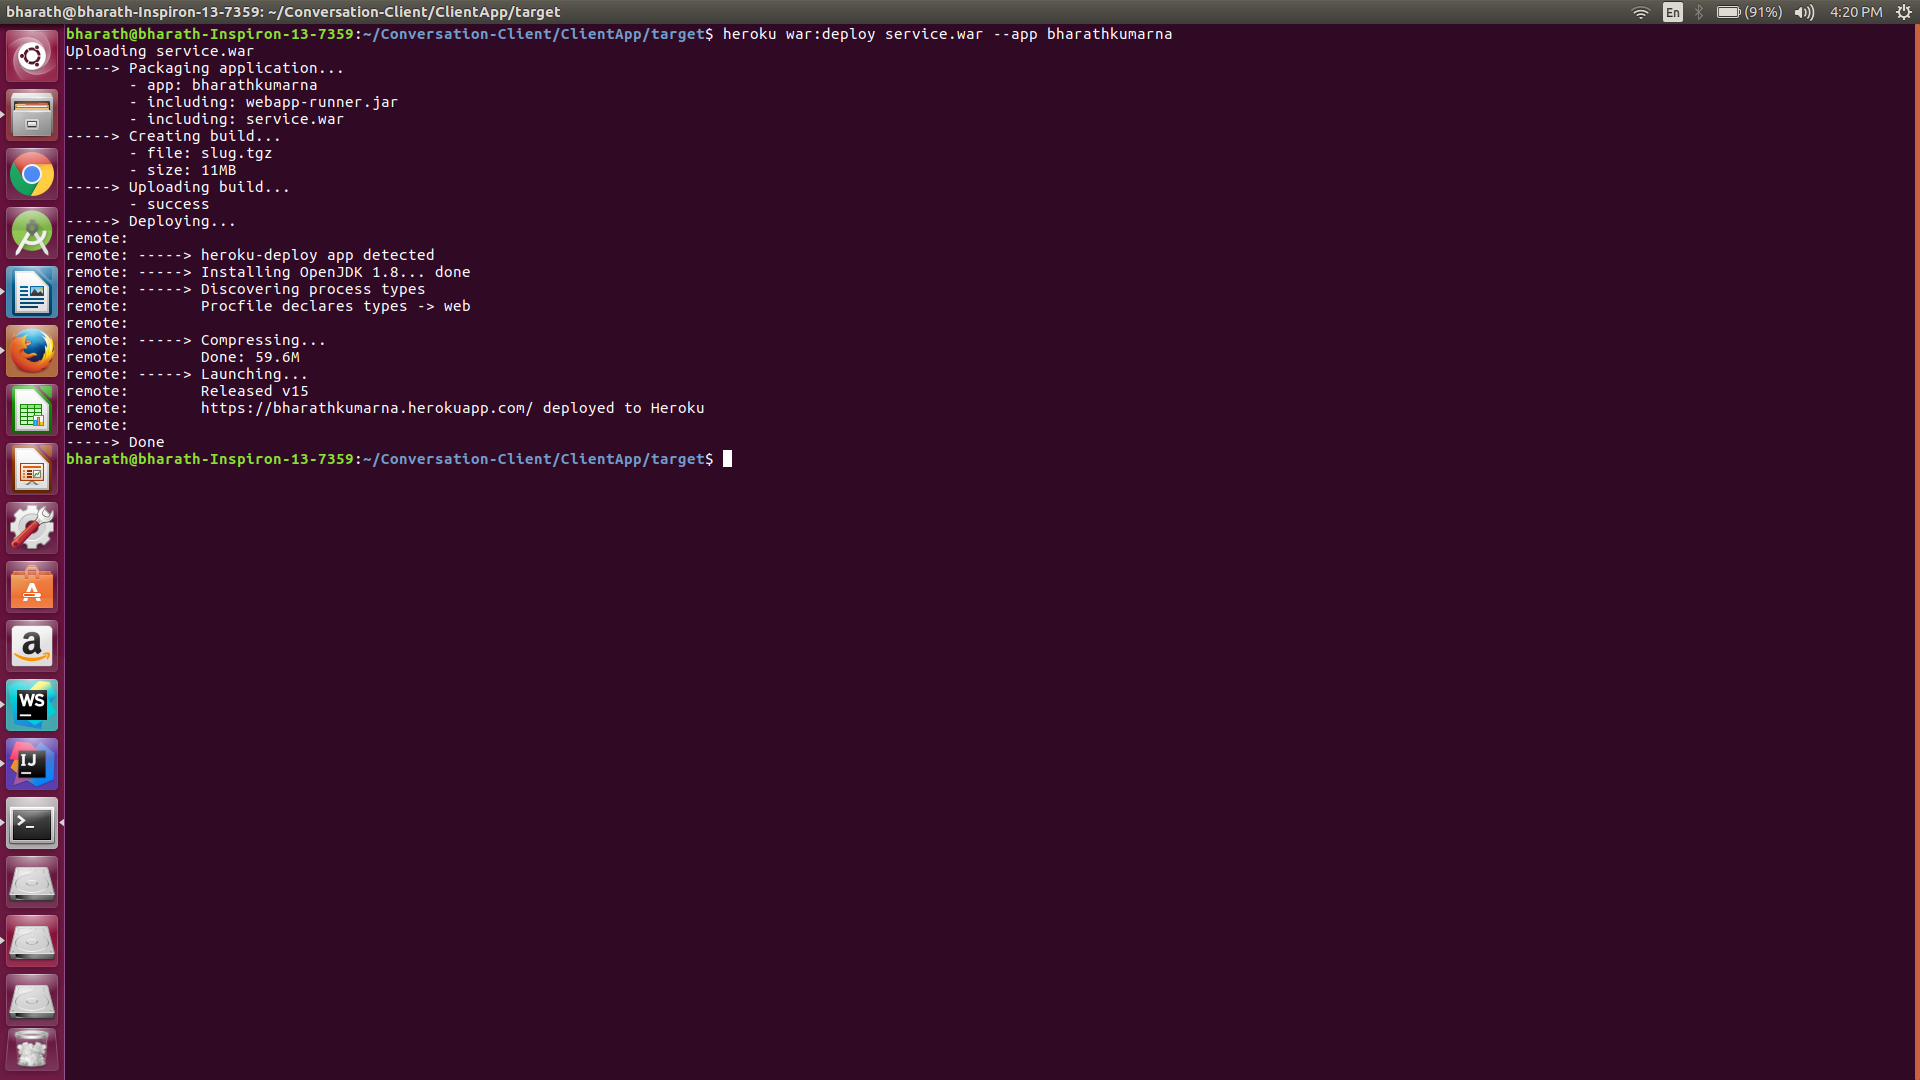 bharath@bharath-Inspiron-13-7359: ~/Conversation-Client/ClientApp/target
En
(91%)
4:20 PM
bharath@bharath-Inspiron-13-7359:~/Conversation-Client/ClientApp/target$ heroku war:deploy service.war --app bharathkumarna
Uploading service.war
-----> Packaging application...
       - app: bharathkumarna
       - including: webapp-runner.jar
       - including: service.war
-----> Creating build...
       - file: slug.tgz
       - size: 11MB
-----> Uploading build...
       - success
-----> Deploying...
remote:
remote: -----> heroku-deploy app detected
remote: -----> Installing OpenJDK 1.8... done
remote: -----> Discovering process types
remote:        Procfile declares types -> web
remote:
remote: -----> Compressing...
remote:        Done: 59.6M
remote: -----> Launching...
remote:        Released v15
remote:        https://bharathkumarna.herokuapp.com/ deployed to Heroku
remote:
-----> Done
bharath@bharath-Inspiron-13-7359:~/Conversation-Client/ClientApp/target$
A
a
WS
IJ
>_